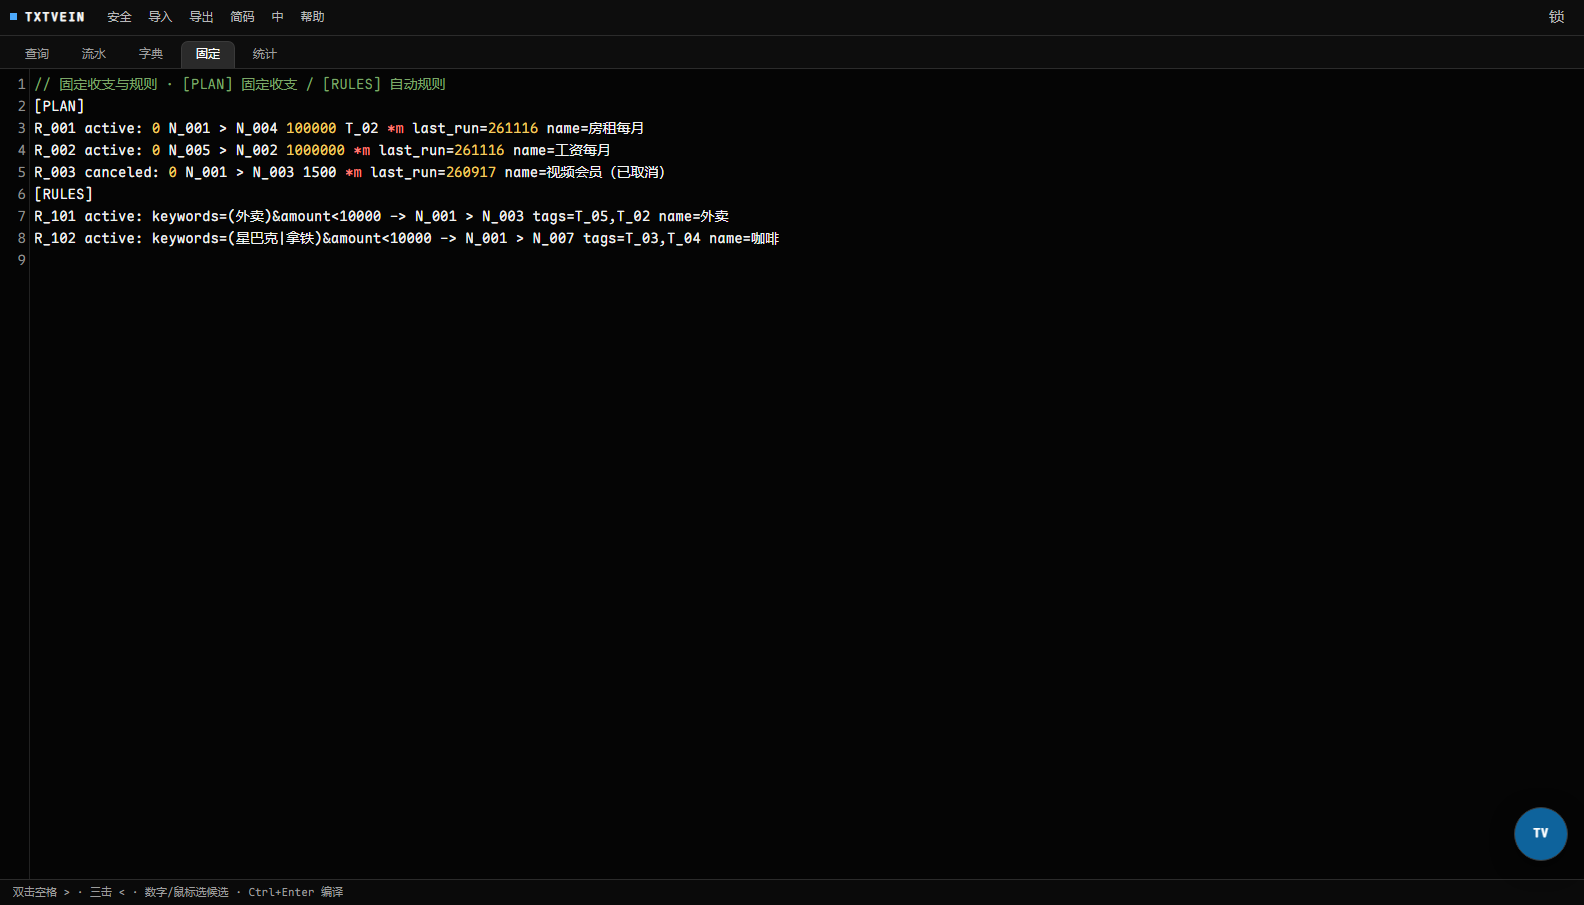 TXTVEIN 安全 导入 导出 简码 中 帮助 锁
查询 流水 字典 固定 统计
1 // 固定收支与规则 · [PLAN] 固定收支 / [RULES] 自动规则
2 [PLAN]
3 R_001 active: 0 N_001 > N_004 100000 T_02 *m last_run=261116 name=房租每月
4 R_002 active: 0 N_005 > N_002 1000000 *m last_run=261116 name=工资每月
5 R_003 canceled: 0 N_001 > N_003 1500 *m last_run=260917 name=视频会员（已取消）
6 [RULES]
7 R_101 active: keywords=(外卖)&amount<10000 -> N_001 > N_003 tags=T_05,T_02 name=外卖
8 R_102 active: keywords=(星巴克|拿铁)&amount<10000 -> N_001 > N_007 tags=T_03,T_04 name=咖啡
9
TV
双击空格 > · 三击 < · 数字/鼠标选候选 · Ctrl+Enter 编译